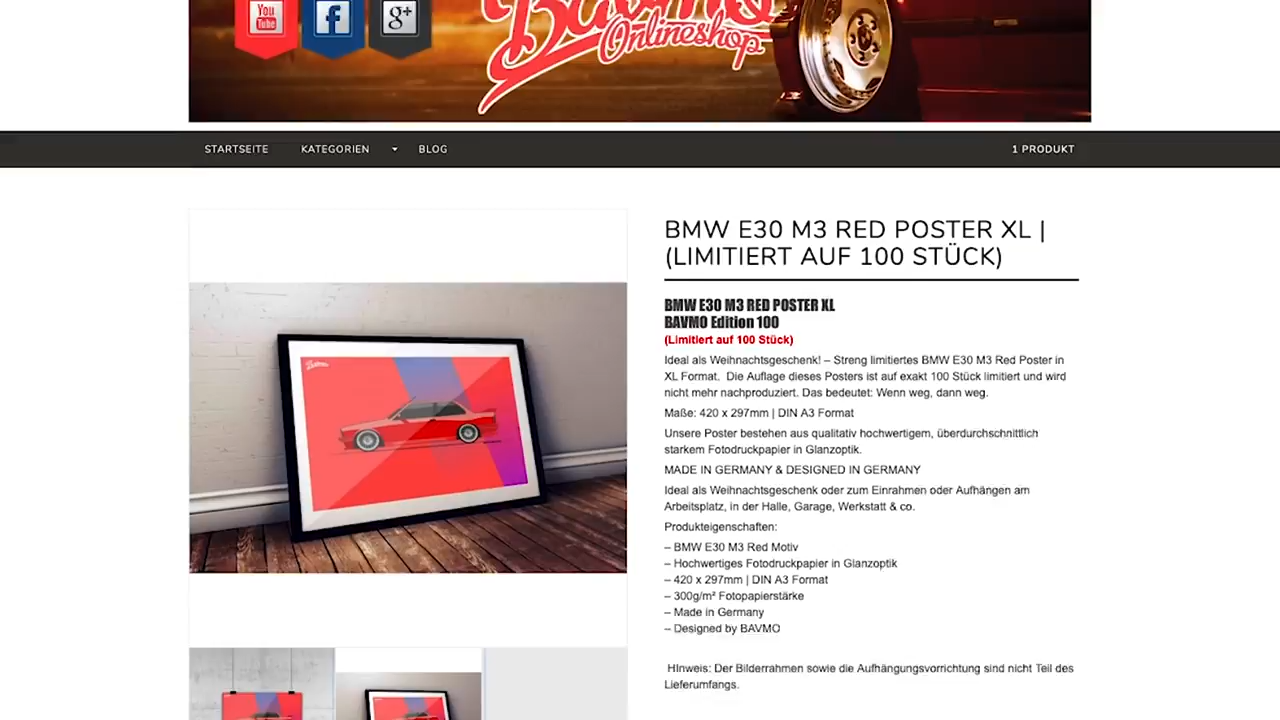 You
Tube
f
g+
Bavmo
Onlineshop
STARTSEITE KATEGORIEN BLOG 1 PRODUKT
BMW E30 M3 RED POSTER XL |
(LIMITIERT AUF 100 STÜCK)
BMW E30 M3 RED POSTER XL
BAVMO Edition 100
(Limitiert auf 100 Stück)
Ideal als Weihnachtsgeschenk! – Streng limitiertes BMW E30 M3 Red Poster in
XL Format. Die Auflage dieses Posters ist auf exakt 100 Stück limitiert und wird
nicht mehr nachproduziert. Das bedeutet: Wenn weg, dann weg.
Maße: 420 x 297mm | DIN A3 Format
Unsere Poster bestehen aus qualitativ hochwertigem, überdurchschnittlich
starkem Fotodruckpapier in Glanzoptik.
MADE IN GERMANY & DESIGNED IN GERMANY
Ideal als Weihnachtsgeschenk oder zum Einrahmen oder Aufhängen am
Arbeitsplatz, in der Halle, Garage, Werkstatt & co.
Produkteigenschaften:
– BMW E30 M3 Red Motiv
– Hochwertiges Fotodruckpapier in Glanzoptik
– 420 x 297mm | DIN A3 Format
– 300g/m² Fotopapierstärke
– Made in Germany
– Designed by BAVMO
HInweis: Der Bilderrahmen sowie die Aufhängungsvorrichtung sind nicht Teil des
Lieferumfangs.
Bavmo